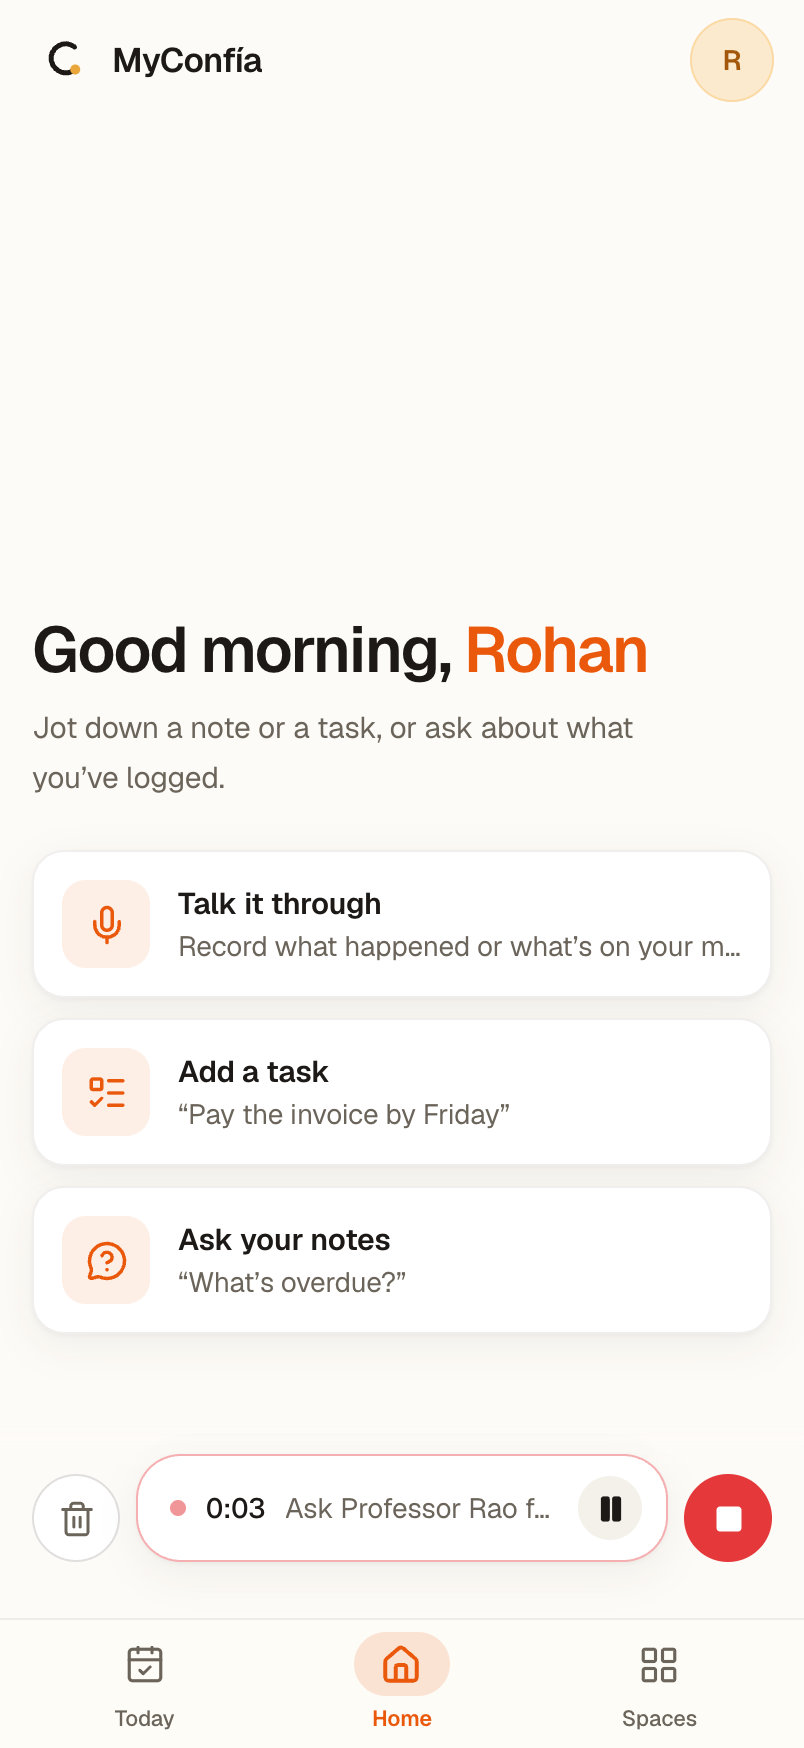 MyConfía
R
Good morning, Rohan
Jot down a note or a task, or ask about what
you’ve logged.
Talk it through
Record what happened or what’s on your m...
Add a task
“Pay the invoice by Friday”
Ask your notes
“What’s overdue?”
0:03 Ask Professor Rao f...
Today Home Spaces